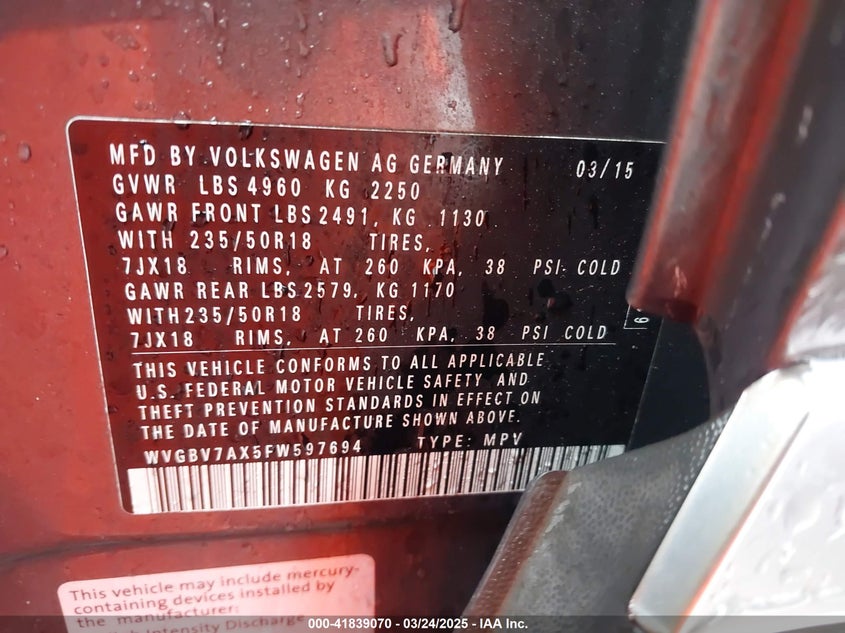 MFD BY VOLKSWAGEN AG GERMANY 03/15
GVWR LBS 4960 KG 2250
GAWR FRONT LBS 2491, KG 1130
WITH 235/50R18 TIRES,
7JX18 RIMS, AT 260 KPA, 38 PSI COLD
GAWR REAR LBS 2579, KG 1170
WITH 235/50R18 TIRES,
7JX18 RIMS, AT 260 KPA, 38 PSI COLD
THIS VEHICLE CONFORMS TO ALL APPLICABLE
U.S. FEDERAL MOTOR VEHICLE SAFETY AND
THEFT PREVENTION STANDARDS IN EFFECT ON
THE DATE OF MANUFACTURE SHOWN ABOVE.
WVGBV7AX5FW597694 TYPE: MPV
This vehicle may include mercury-
containing devices installed by
the manufacturer:
Intensity Discharge
000-41839070 - 03/24/2025 - IAA Inc.